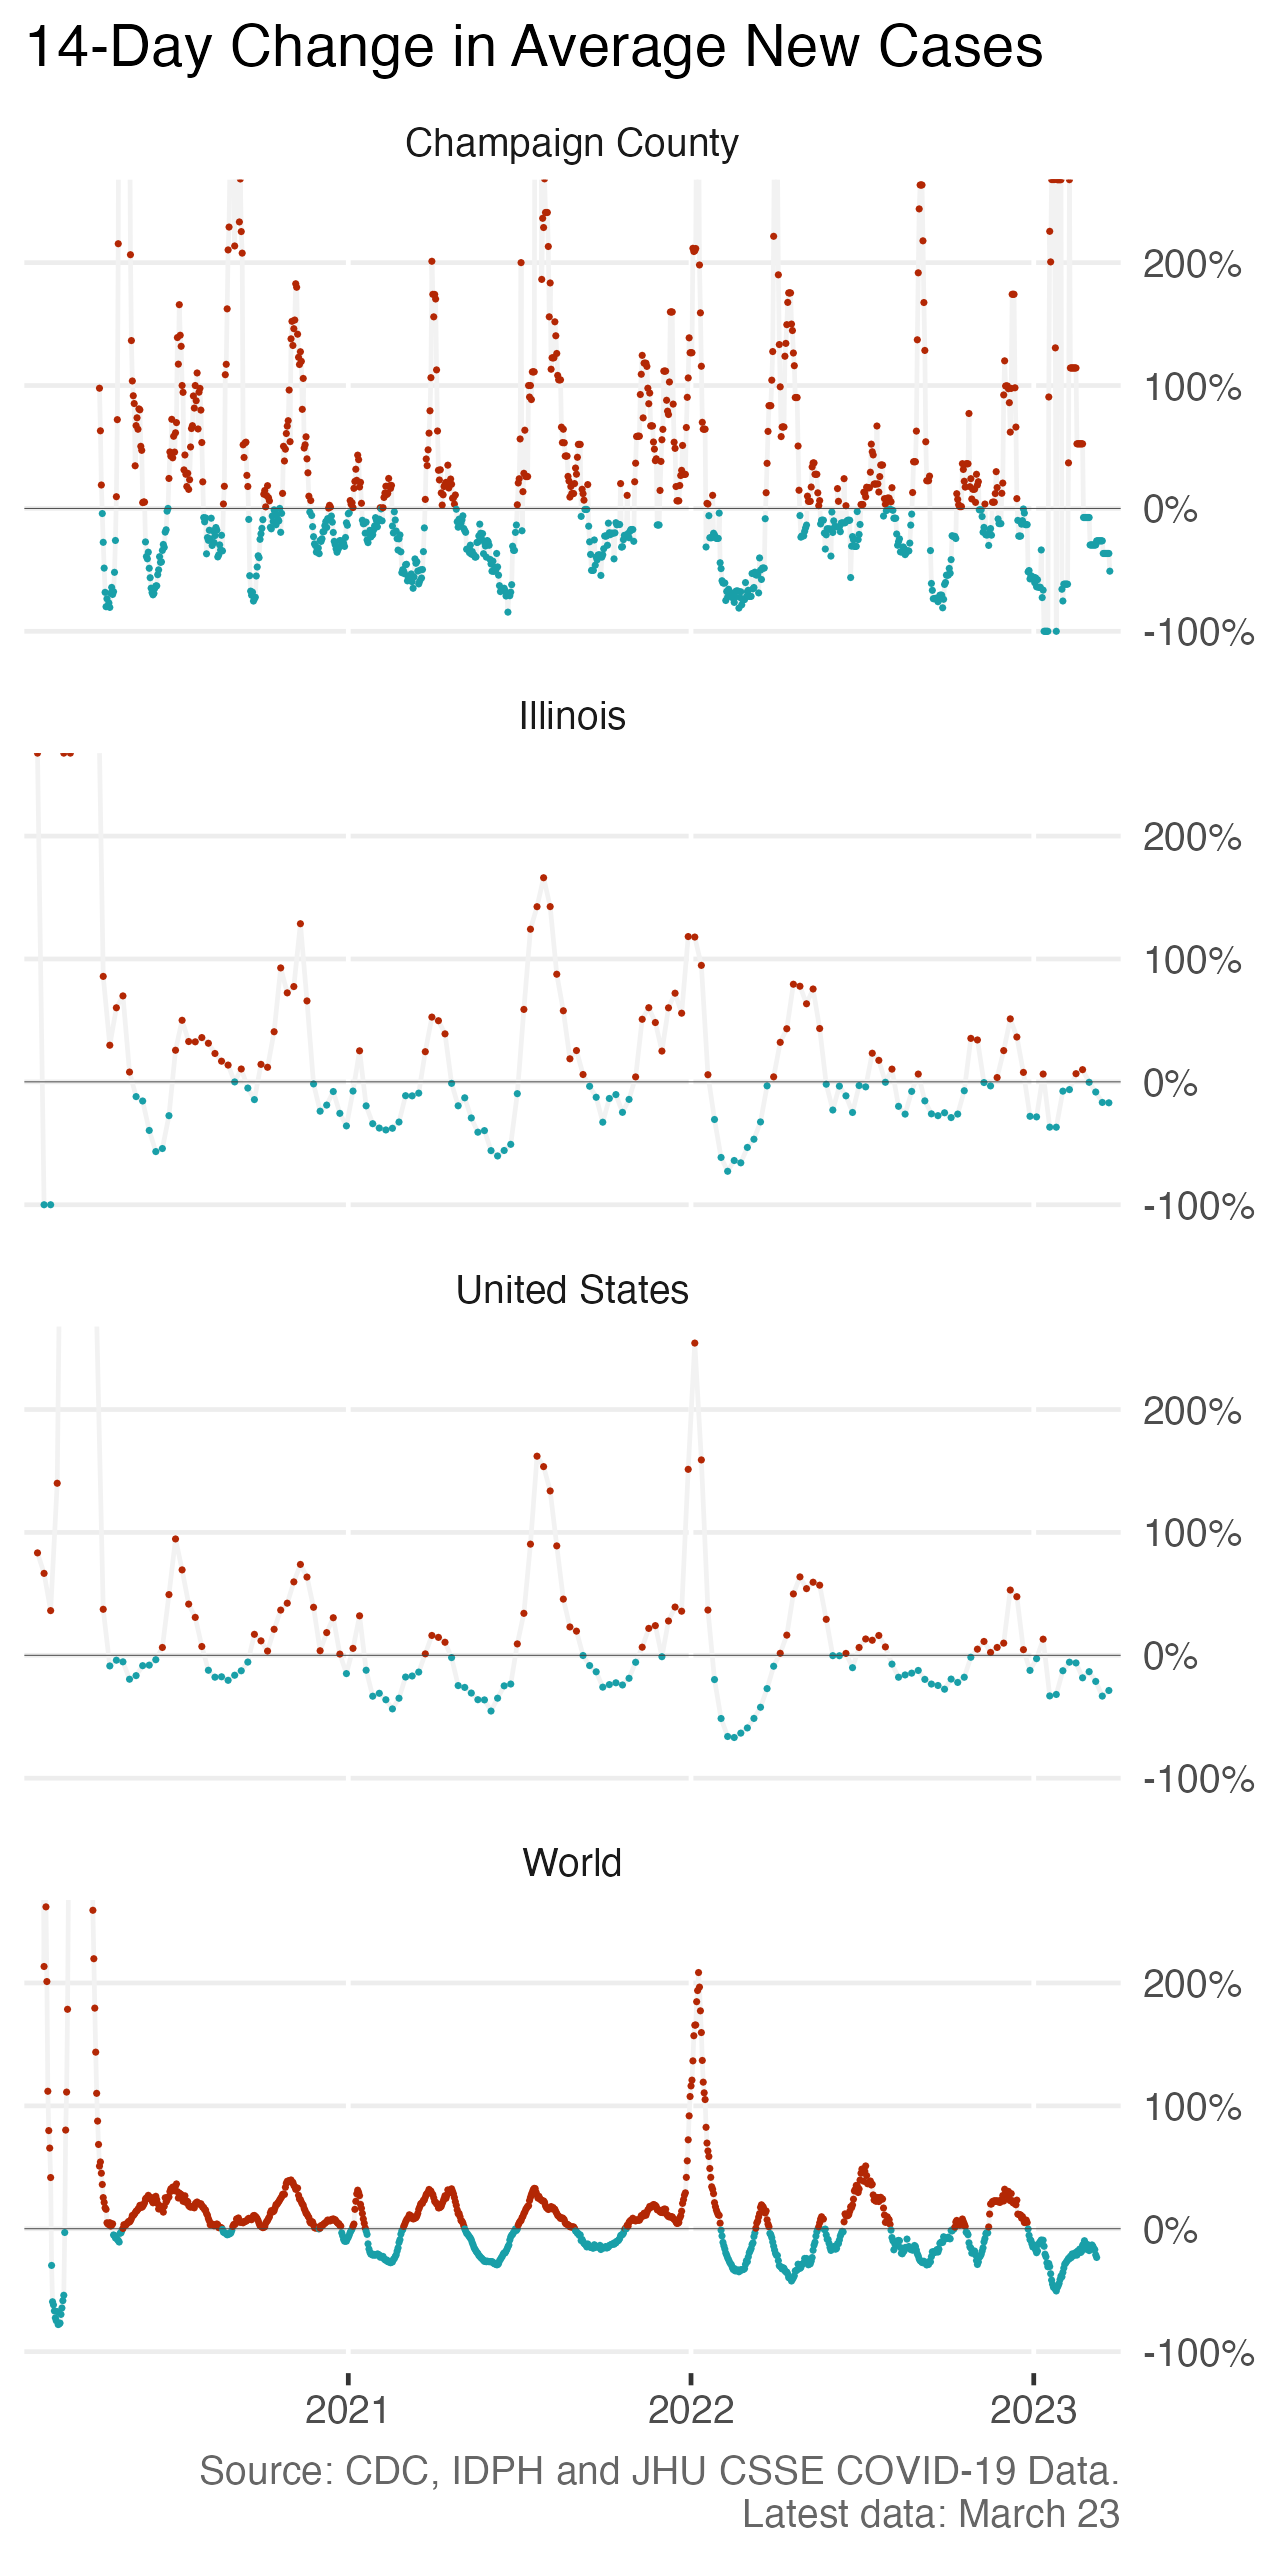 14-Day Change in Average New Cases
Champaign County
200%
100%
0%
-100%
Illinois
200%
100%
0%
-100%
United States
200%
100%
0%
-100%
World
200%
100%
0%
-100%
2021 2022 2023
Source: CDC, IDPH and JHU CSSE COVID-19 Data.
Latest data: March 23